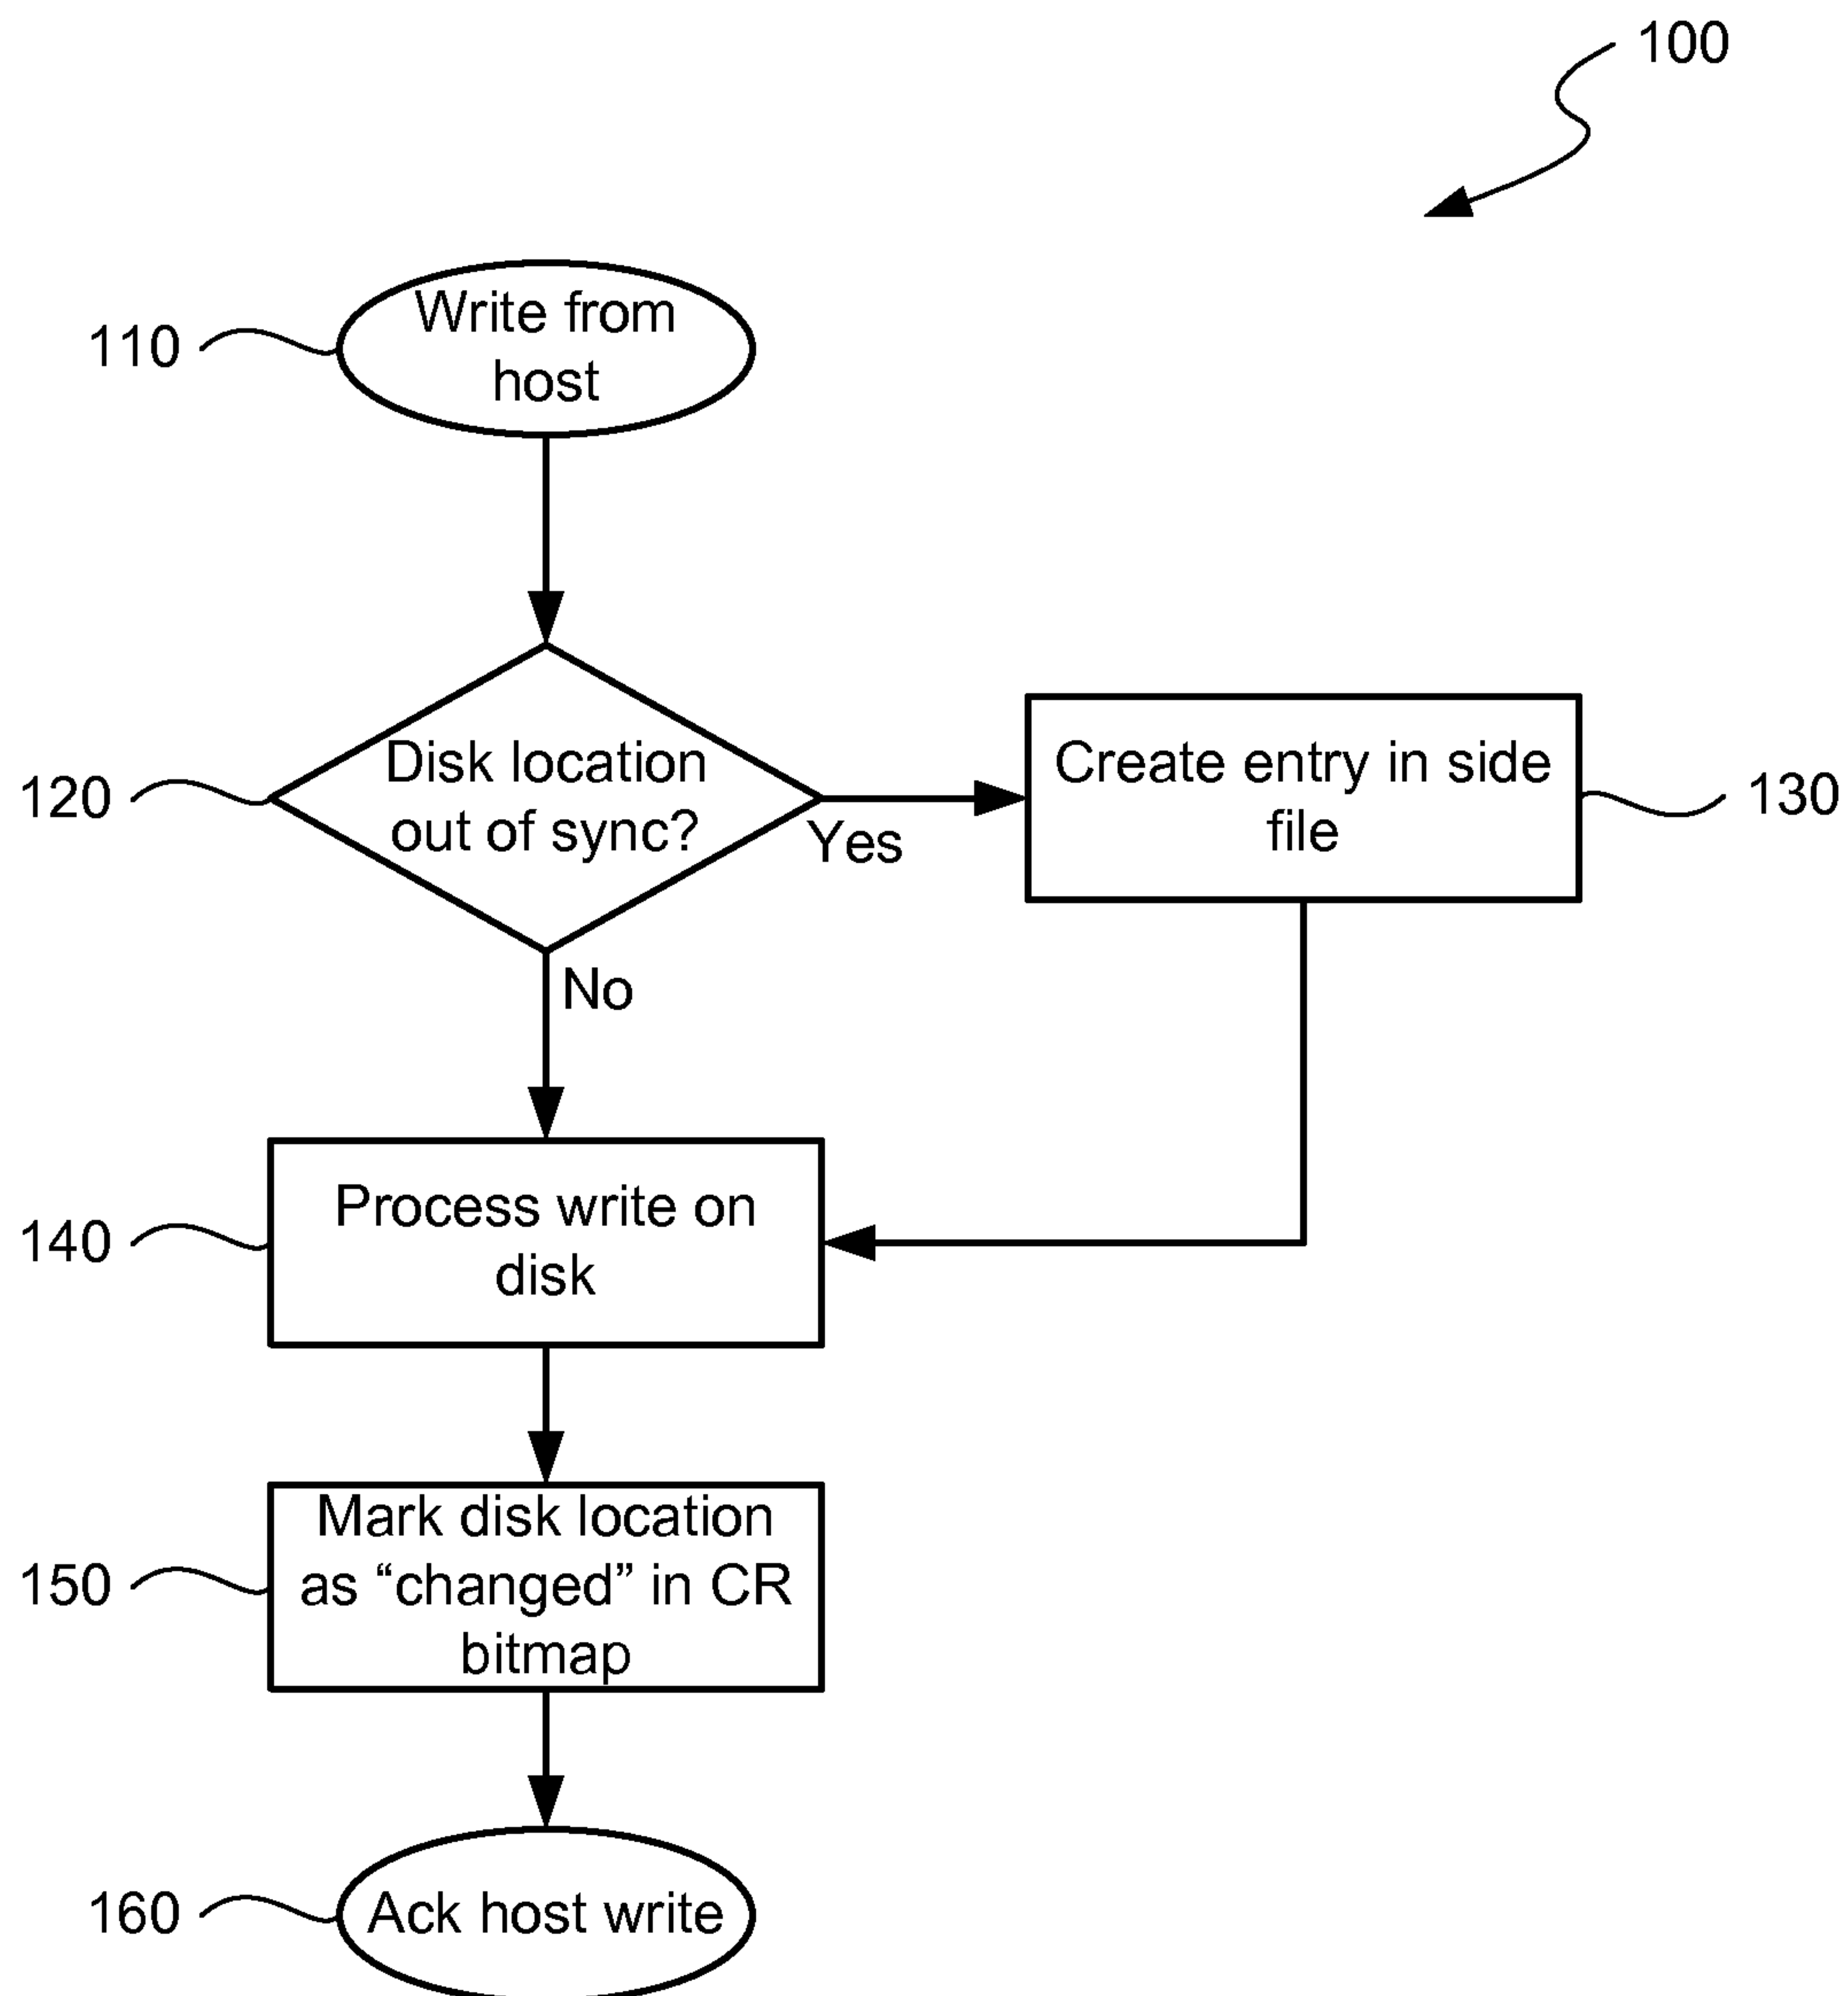 100
110
Write from
host
120
Disk location
out of sync?
Yes
Create entry in side
file
130
No
140
Process write on
disk
150
Mark disk location
as “changed” in CR
bitmap
160
Ack host write